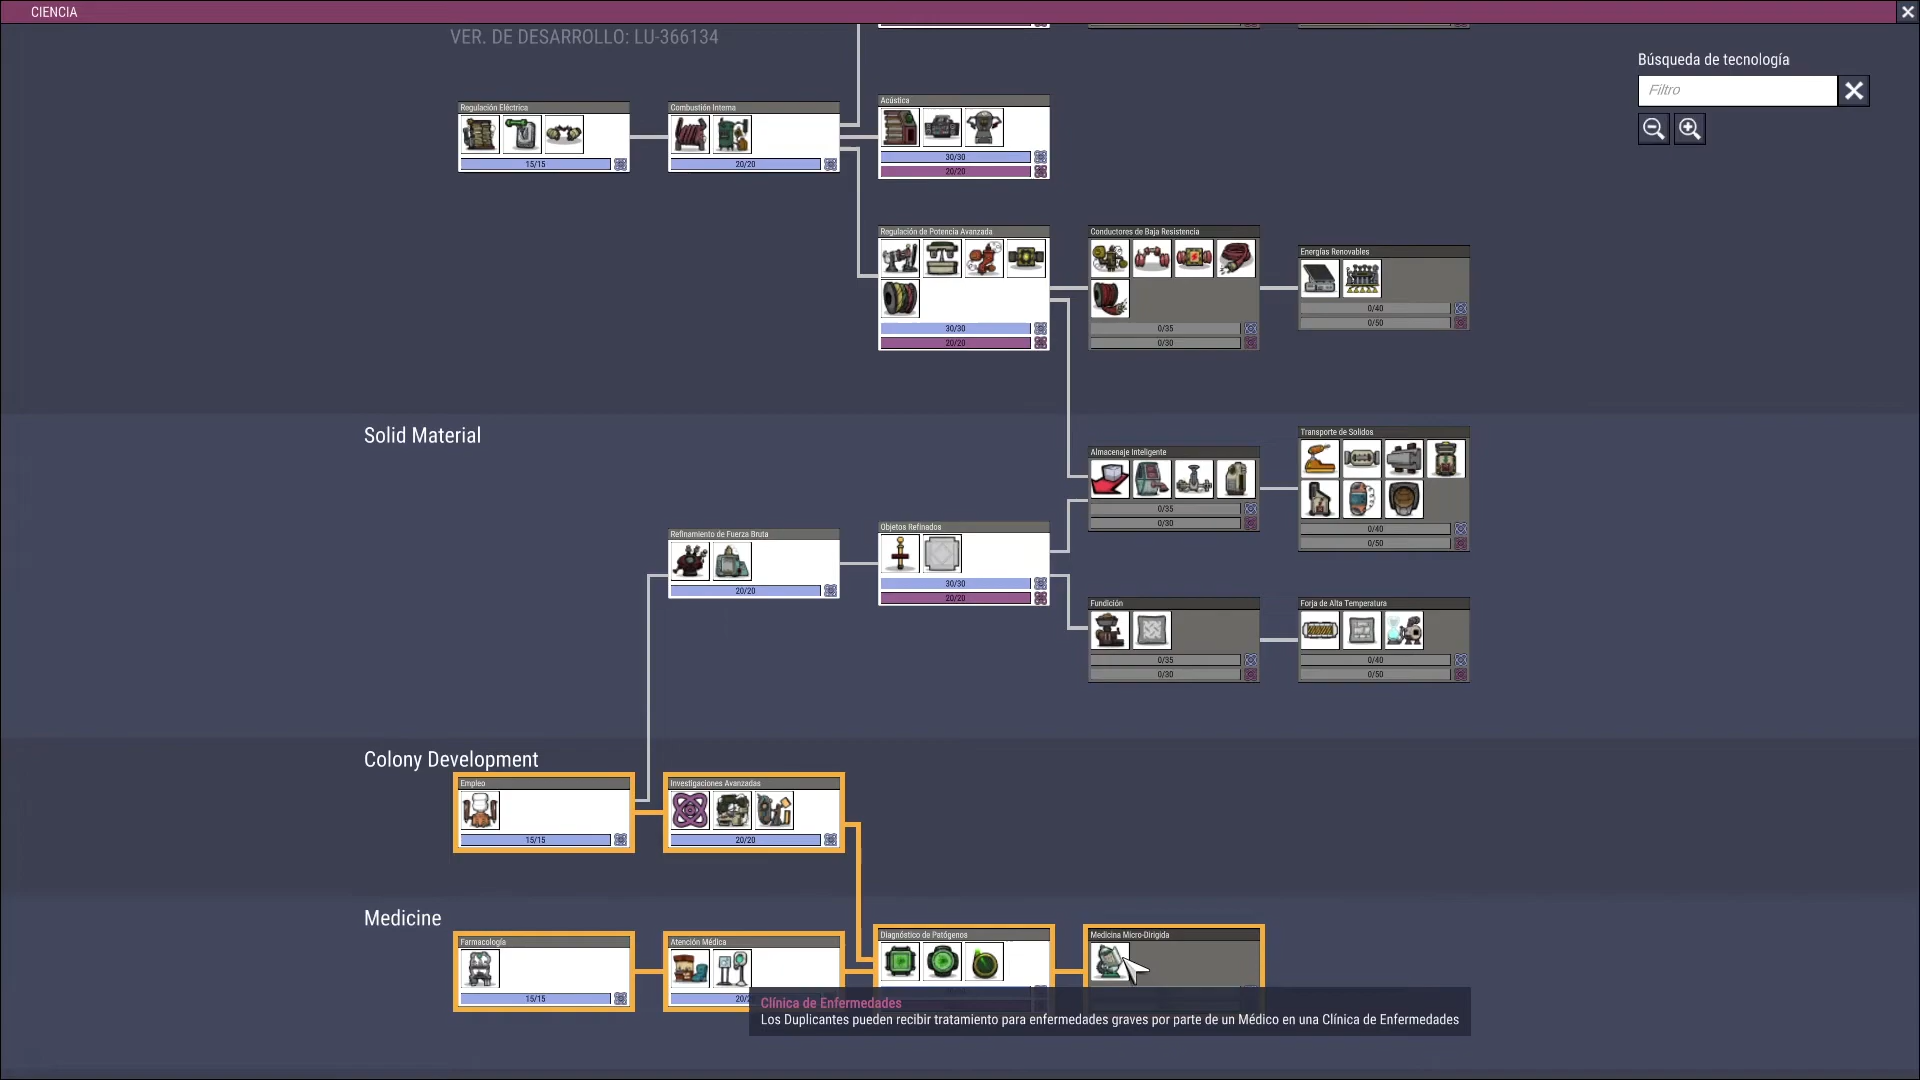 CIENCIA
VER. DE DESARROLLO: LU-366134
Búsqueda de tecnología
Filtro
Regulación Eléctrica
15/15
Combustión Interna
20/20
Acústica
30/30
20/20
Regulación de Potencia Avanzada
30/30
20/20
Conductores de Baja Resistencia
0/35
0/30
Energías Renovables
0/40
0/50
Solid Material
Almacenaje Inteligente
0/35
0/30
Transporte de Solidos
0/40
0/50
Refinamiento de Fuerza Bruta
20/20
Objetos Refinados
30/30
20/20
Fundición
0/35
0/30
Forja de Alta Temperatura
0/40
0/50
Colony Development
Empleo
15/15
Investigaciones Avanzadas
20/20
Medicine
Farmacología
15/15
Atención Médica
Diagnóstico de Patógenos
Medicina Micro-Dirigida
Clínica de Enfermedades
Los Duplicantes pueden recibir tratamiento para enfermedades graves por parte de un Médico en una Clínica de Enfermedades